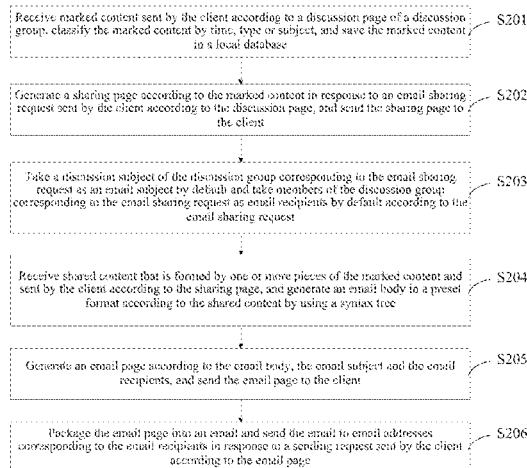 Receive marked content sent by the client according to a discussion page of a discussion
group, classify the marked content by time, type or subject, and save the marked content
in a local database
S201
Generate a sharing page according to the marked content in response to an email sharing
request sent by the client according to the discussion page, and send the sharing page to
the client
S202
Take a discussion subject of the discussion group corresponding to the email sharing
request as an email subject by default and take members of the discussion group
corresponding to the email sharing request as email recipients by default according to the
email sharing request
S203
Receive shared content that is formed by one or more pieces of the marked content and
sent by the client according to the sharing page, and generate an email body in a preset
format according to the shared content by using a syntax tree
S204
Generate an email page according to the email body, the email subject and the email
recipients, and send the email page to the client
S205
Package the email page into an email and send the email to email addresses
corresponding to the email recipients in response to a sending request sent by the client
according to the email page
S206